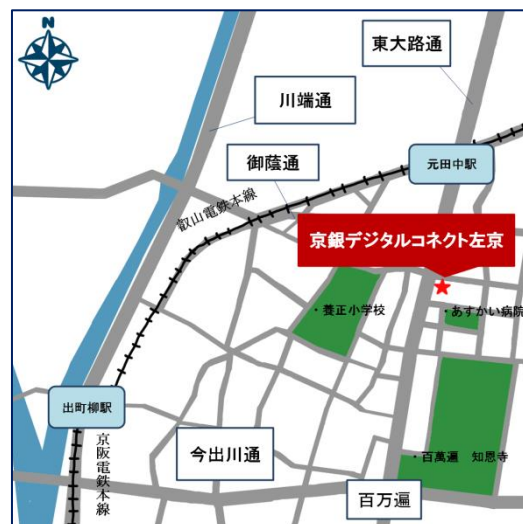 N
東大路通
川端通
御蔭通
元田中駅
叡山電鉄本線
京銀デジタルコネクト左京
・養正小学校
・あすかい病院
出町柳駅
京阪電鉄本線
今出川通
・百萬遍 知恩寺
百万遍